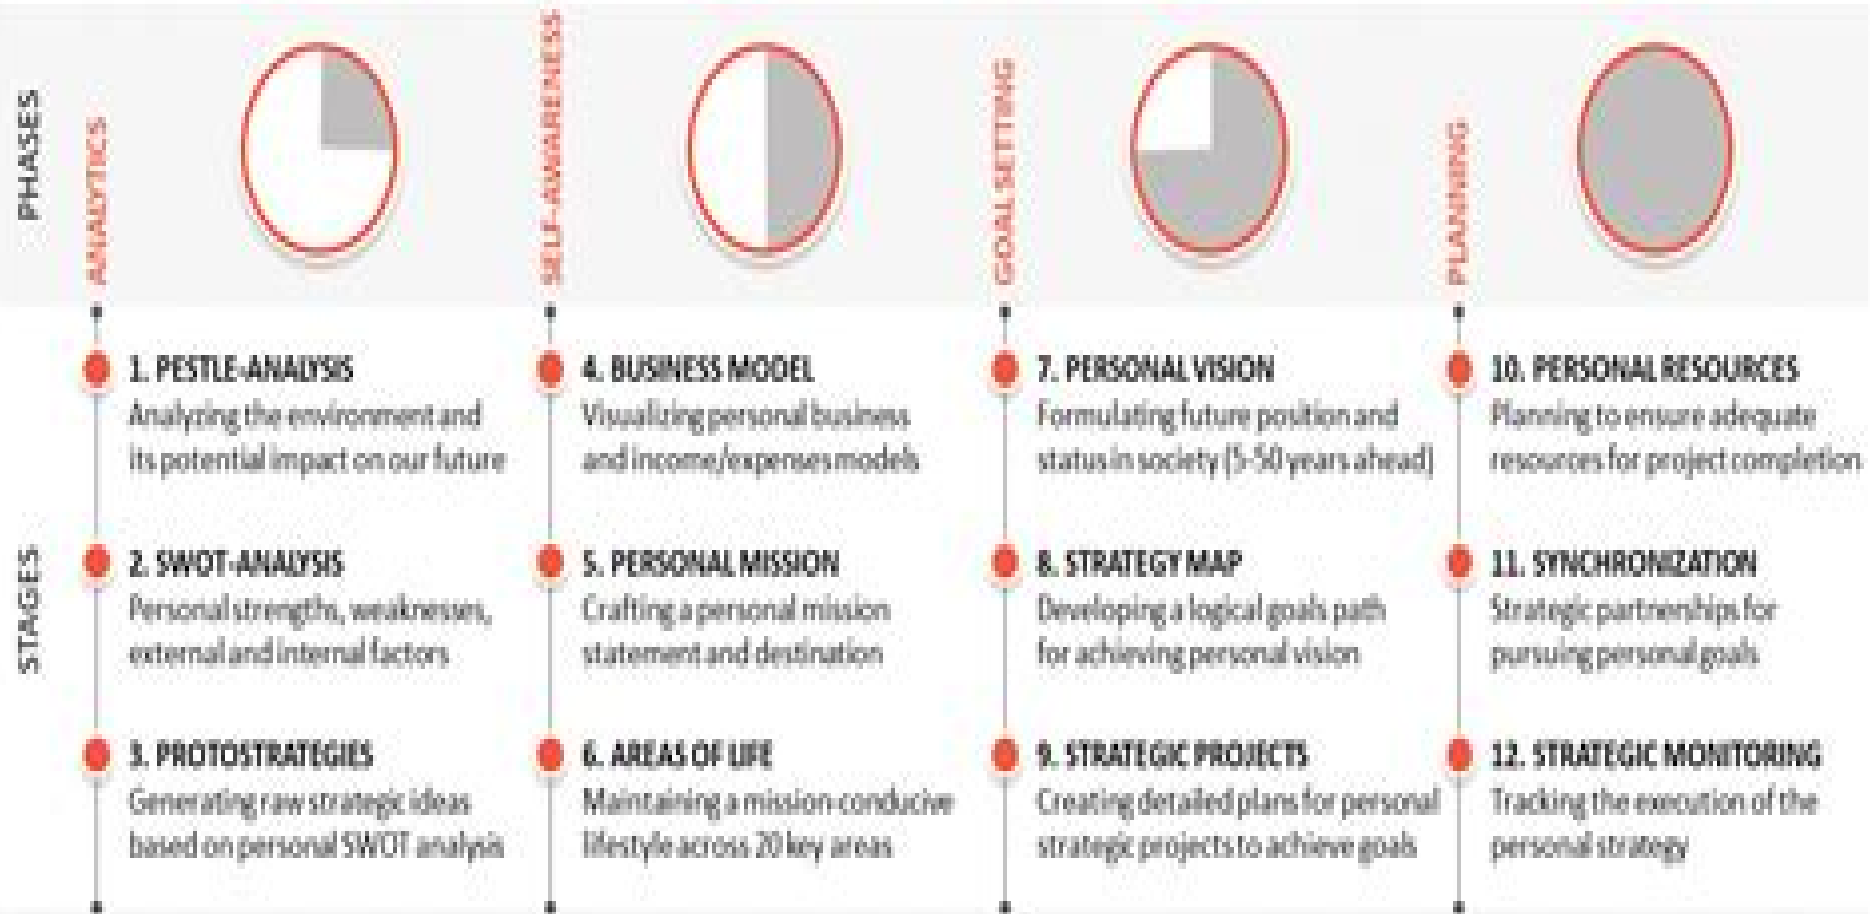 PHASES
ANALYTICS
SELF-AWARENESS
GOAL SETTING
PLANNING
STAGES
1. PESTLE-ANALYSIS
Analyzing the environment and
its potential impact on our future
2. SWOT-ANALYSIS
Personal strengths, weaknesses,
external and internal factors
3. PROTOSTRATEGIES
Generating raw strategic ideas
based on personal SWOT analysis
4. BUSINESS MODEL
Visualizing personal business
and income/expenses models
5. PERSONAL MISSION
Crafting a personal mission
statement and destination
6. AREAS OF LIFE
Maintaining a mission-conducive
lifestyle across 20 key areas
7. PERSONAL VISION
Formulating future position and
status in society (5-50 years ahead)
8. STRATEGY MAP
Developing a logical goals path
for achieving personal vision
9. STRATEGIC PROJECTS
Creating detailed plans for personal
strategic projects to achieve goals
10. PERSONAL RESOURCES
Planning to ensure adequate
resources for project completion
11. SYNCHRONIZATION
Strategic partnerships for
pursuing personal goals
12. STRATEGIC MONITORING
Tracking the execution of the
personal strategy